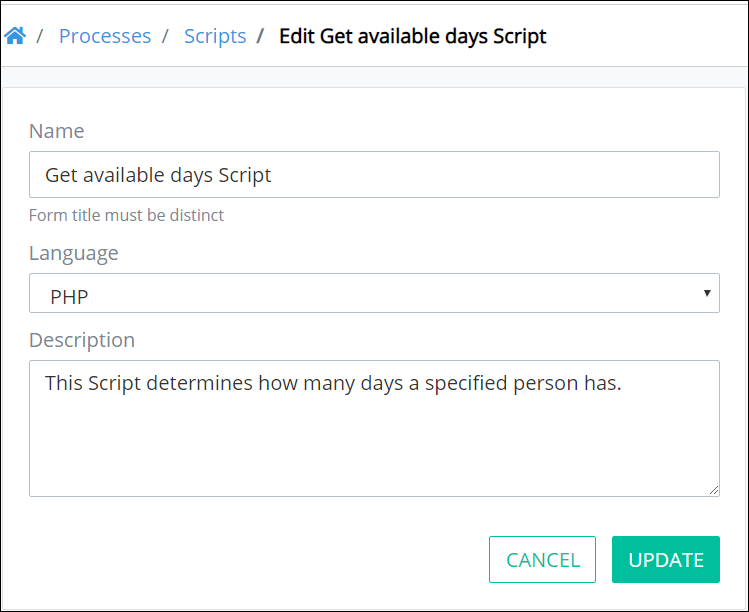 / Processes / Scripts / Edit Get available days Script
Name
Get available days Script
Form title must be distinct
Language
PHP
Description
This Script determines how many days a specified person has.
CANCEL UPDATE